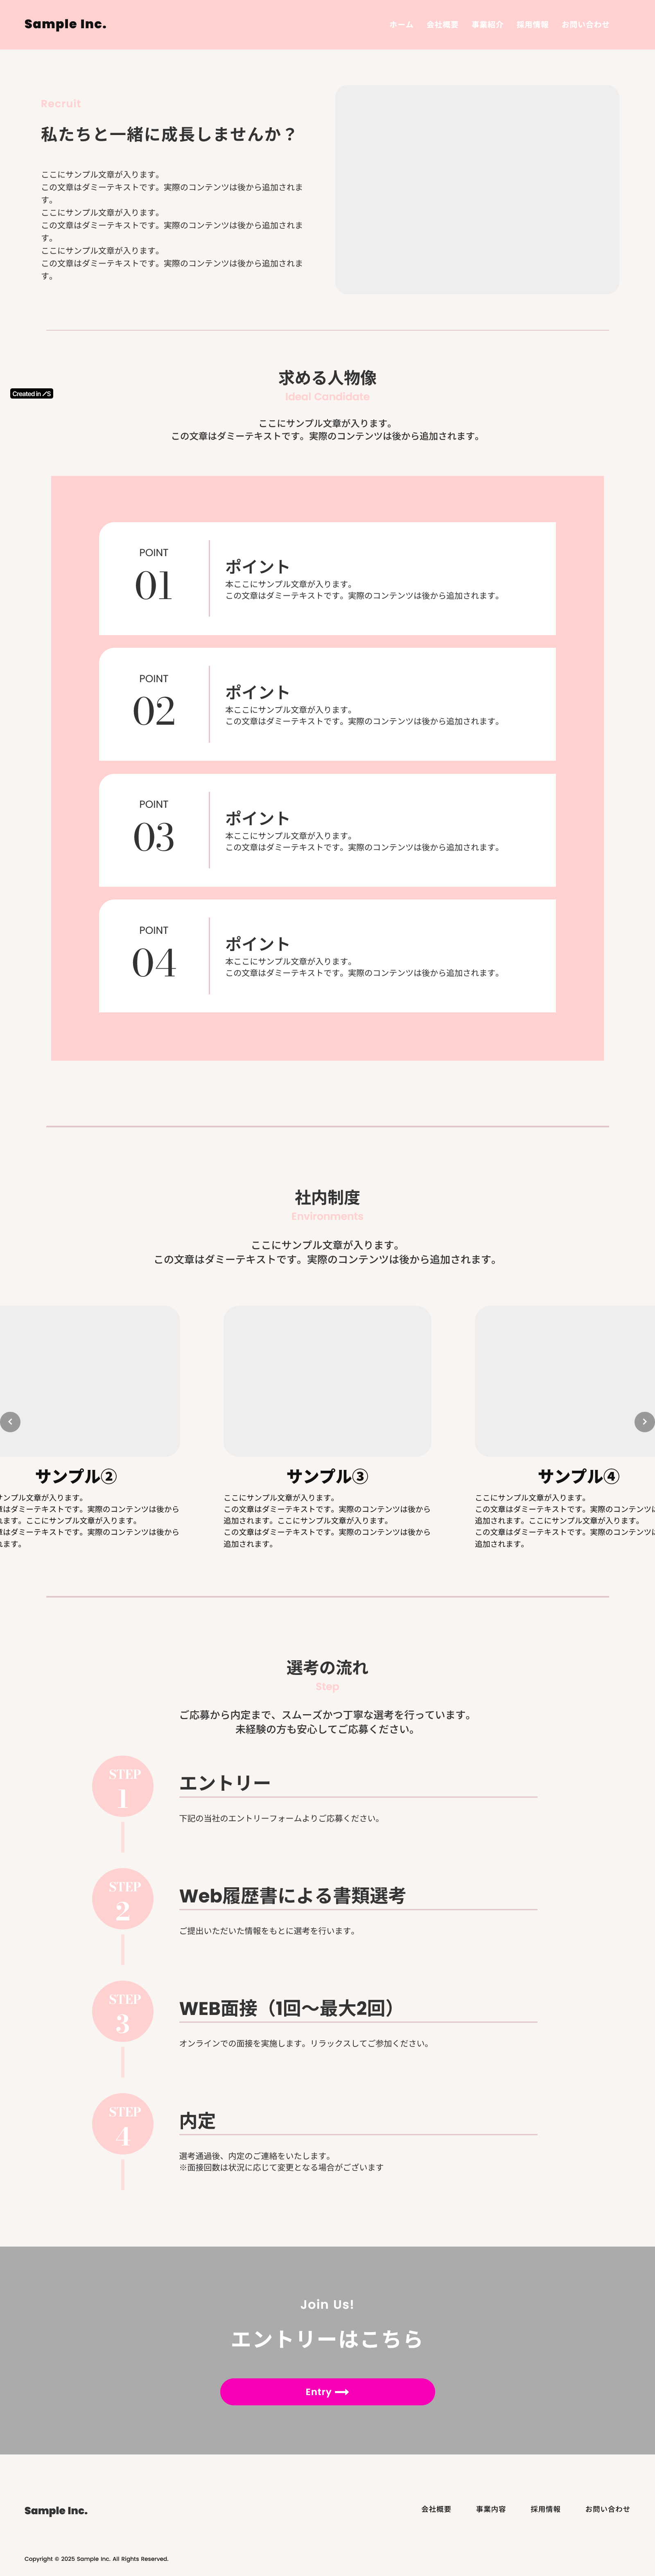 Sample Inc.
ホーム 会社概要 事業紹介 採用情報 お問い合わせ
Recruit
私たちと一緒に成長しませんか？
ここにサンプル文章が入ります。
この文章はダミーテキストです。実際のコンテンツは後から追加されま
す。
ここにサンプル文章が入ります。
この文章はダミーテキストです。実際のコンテンツは後から追加されま
す。
ここにサンプル文章が入ります。
この文章はダミーテキストです。実際のコンテンツは後から追加されま
す。
求める人物像
Ideal Candidate
Created in
ここにサンプル文章が入ります。
この文章はダミーテキストです。実際のコンテンツは後から追加されます。
POINT
01
ポイント
本ここにサンプル文章が入ります。
この文章はダミーテキストです。実際のコンテンツは後から追加されます。
POINT
02
ポイント
本ここにサンプル文章が入ります。
この文章はダミーテキストです。実際のコンテンツは後から追加されます。
POINT
03
ポイント
本ここにサンプル文章が入ります。
この文章はダミーテキストです。実際のコンテンツは後から追加されます。
POINT
04
ポイント
本ここにサンプル文章が入ります。
この文章はダミーテキストです。実際のコンテンツは後から追加されます。
社内制度
Environments
ここにサンプル文章が入ります。
この文章はダミーテキストです。実際のコンテンツは後から追加されます。
サンプル②
ンプル文章が入ります。
はダミーテキストです。実際のコンテンツは後から
ます。ここにサンプル文章が入ります。
はダミーテキストです。実際のコンテンツは後から
ます。
サンプル③
ここにサンプル文章が入ります。
この文章はダミーテキストです。実際のコンテンツは後から
追加されます。ここにサンプル文章が入ります。
この文章はダミーテキストです。実際のコンテンツは後から
追加されます。
サンプル④
ここにサンプル文章が入ります。
この文章はダミーテキストです。実際のコンテンツ
追加されます。ここにサンプル文章が入ります。
この文章はダミーテキストです。実際のコンテンツ
追加されます。
選考の流れ
Step
ご応募から内定まで、スムーズかつ丁寧な選考を行っています。
未経験の方も安心してご応募ください。
STEP
1
エントリー
下記の当社のエントリーフォームよりご応募ください。
STEP
2
Web履歴書による書類選考
ご提出いただいた情報をもとに選考を行います。
STEP
3
WEB面接（1回～最大2回）
オンラインでの面接を実施します。リラックスしてご参加ください。
STEP
4
内定
選考通過後、内定のご連絡をいたします。
※面接回数は状況に応じて変更となる場合がございます
Join Us!
エントリーはこちら
Entry
Sample Inc.
会社概要 事業内容 採用情報 お問い合わせ
Copyright © 2025 Sample Inc. All Rights Reserved.